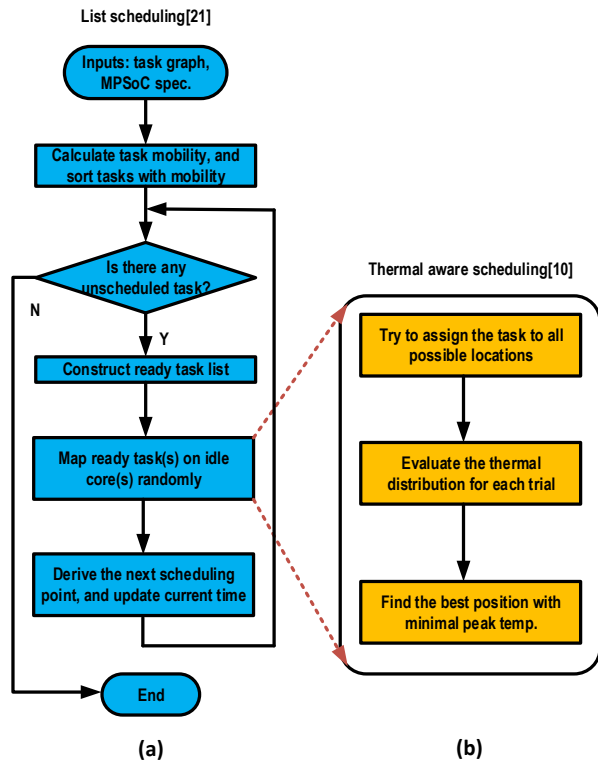 List scheduling[21]
Inputs: task graph,
MPSoC spec.
Calculate task mobility, and
sort tasks with mobility
Is there any
unscheduled task?
N
Y
Construct ready task list
Map ready task(s) on idle
core(s) randomly
Derive the next scheduling
point, and update current time
End
(a)
Thermal aware scheduling[10]
Try to assign the task to all
possible locations
Evaluate the thermal
distribution for each trial
Find the best position with
minimal peak temp.
(b)